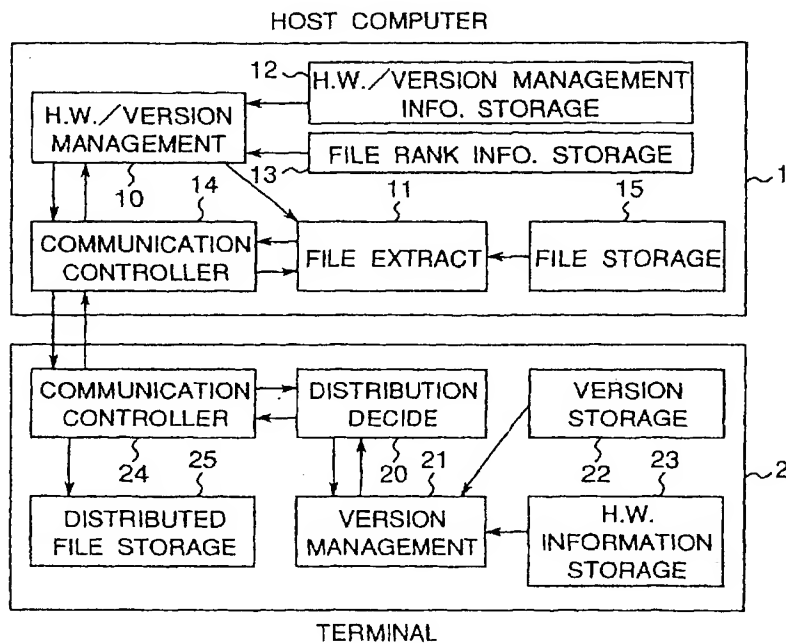 HOST COMPUTER
12
H.W./VERSION MANAGEMENT
INFO. STORAGE
H.W./VERSION
MANAGEMENT
13
FILE RANK INFO. STORAGE
10
14
11
15
1
COMMUNICATION
CONTROLLER
FILE EXTRACT
FILE STORAGE
COMMUNICATION
CONTROLLER
DISTRIBUTION
DECIDE
VERSION
STORAGE
24
25
20
21
22
23
2
DISTRIBUTED
FILE STORAGE
VERSION
MANAGEMENT
H.W.
INFORMATION
STORAGE
TERMINAL